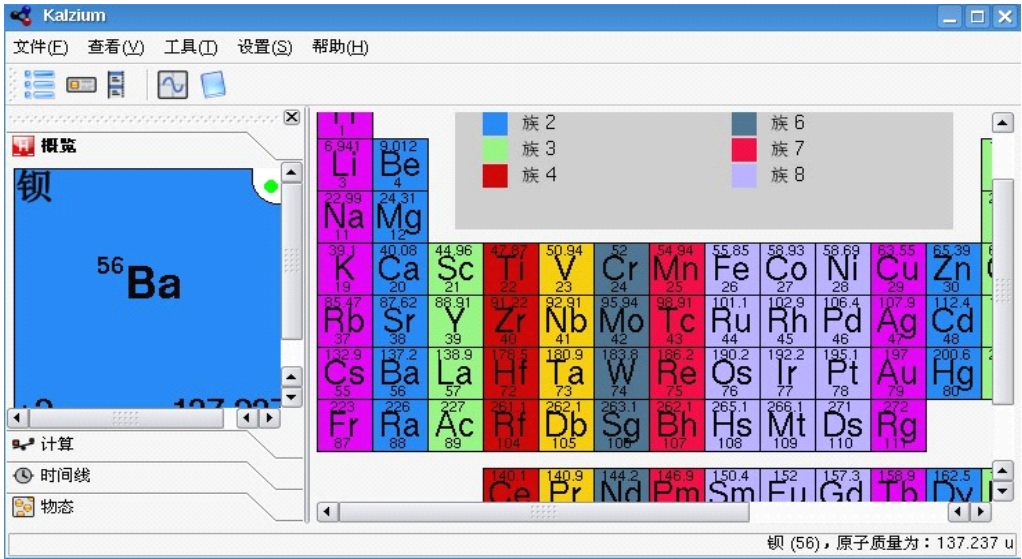 Kalzium
文件(F) 查看(V) 工具(T) 设置(S) 帮助(H)
概览
钡
56Ba
计算
时间线
物态
族 2 族 6
族 3 族 7
族 4 族 8
1
6.941 9.012
Li Be
3 4
22.99 24.31
Na Mg
11 12
39.1 40.08 44.96 47.87 50.94 52 54.94 55.85 58.93 58.69 63.55 65.39
K Ca Sc Ti V Cr Mn Fe Co Ni Cu Zn
19 20 21 22 23 24 25 26 27 28 29 30
85.47 87.62 88.91 91.22 92.91 95.94 98.91 101.1 102.9 106.4 107.9 112.4
Rb Sr Y Zr Nb Mo Tc Ru Rh Pd Ag Cd
37 38 39 40 41 42 43 44 45 46 47 48
132.9 137.2 138.9 178.5 180.9 183.8 186.2 190.2 192.2 195.1 197 200.6
Cs Ba La Hf Ta W Re Os Ir Pt Au Hg
55 56 57 72 73 74 75 76 77 78 79 80
223 226 227 261.1 262.1 263.1 262.1 265.1 266.1 271 272
Fr Ra Ac Rf Db Sg Bh Hs Mt Ds Rg
87 88 89 104 105 106 107 108 109 110 111
140.1 140.9 144.2 146.9 150.4 152 157.3 158.9 162.5
Ce Pr Nd Pm Sm Eu Gd Tb Dy
钡 (56)，原子质量为：137.237 u